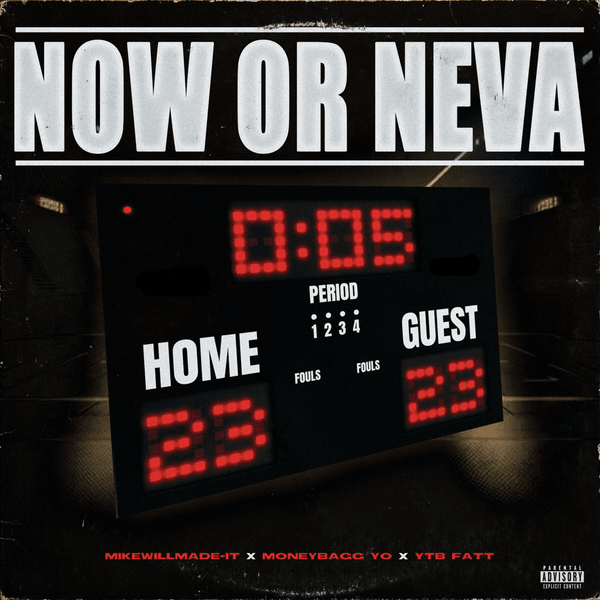 NOW OR NEVA
0:05
PERIOD
1 2 3 4
HOME
GUEST
FOULS
FOULS
23
23
MIKEWILLMADE-IT X MONEYBAGG YO X YTB FATT
PARENTAL
ADVISORY
EXPLICIT CONTENT